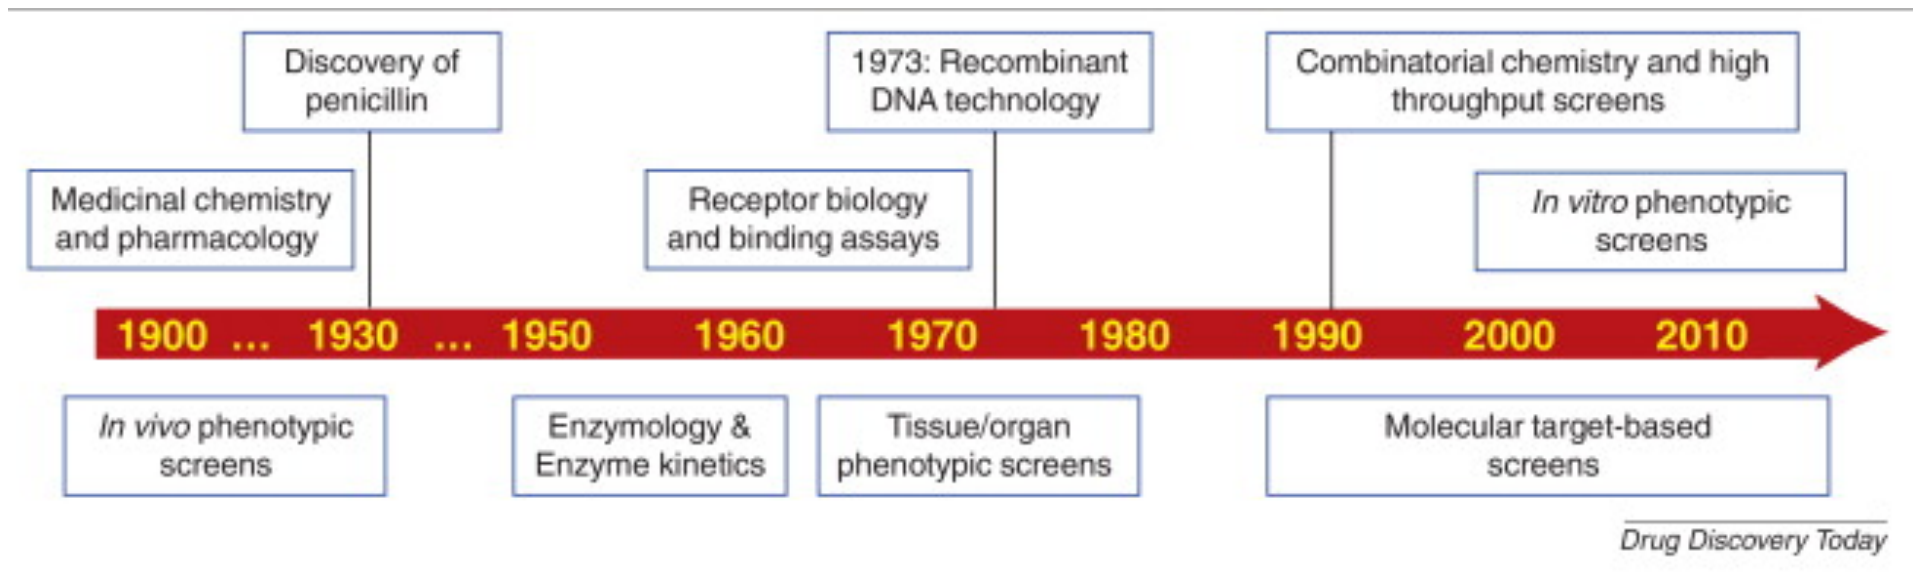 Discovery of
penicillin
1973: Recombinant
DNA technology
Combinatorial chemistry and high
throughput screens
Medicinal chemistry
and pharmacology
Receptor biology
and binding assays
In vitro phenotypic
screens
1900 ... 1930 ... 1950 1960 1970 1980 1990 2000 2010
In vivo phenotypic
screens
Enzymology &
Enzyme kinetics
Tissue/organ
phenotypic screens
Molecular target-based
screens
Drug Discovery Today